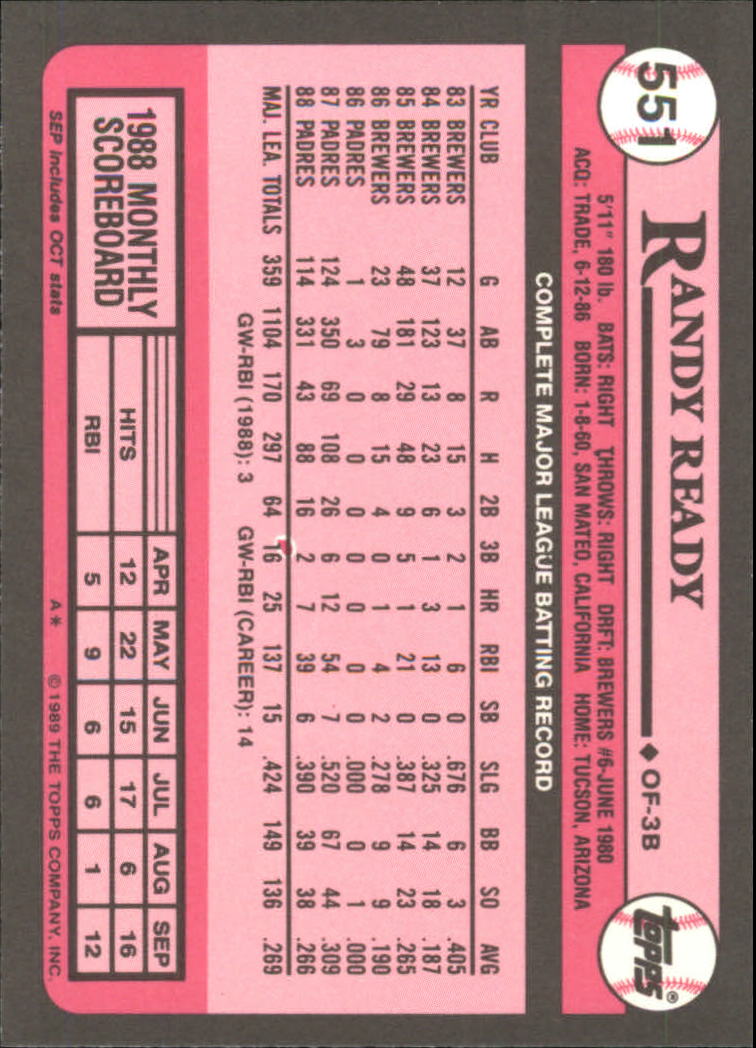 551
RANDY READY ♦ OF-3B
topps®
5'11" 180 lb. BATS: RIGHT THROWS: RIGHT DRFT: BREWERS #6-JUNE 1980
ACQ: TRADE, 6-12-86 BORN: 1-8-60, SAN MATEO, CALIFORNIA HOME: TUCSON, ARIZONA
COMPLETE MAJOR LEAGUE BATTING RECORD
YR CLUB G AB R H 2B 3B HR RBI SB SLG BB SO AVG
83 BREWERS 12 37 8 15 3 2 1 6 0 .676 6 3 .405
84 BREWERS 37 123 13 23 6 1 3 13 0 .325 14 18 .187
85 BREWERS 48 181 29 48 9 5 1 21 0 .387 14 23 .265
86 BREWERS 23 79 8 15 4 0 1 4 2 .278 9 9 .190
86 PADRES 1 3 0 0 0 0 0 0 0 .000 0 1 .000
87 PADRES 124 350 69 108 26 6 12 54 7 .520 67 44 .309
88 PADRES 114 331 43 88 16 2 7 39 6 .390 39 38 .266
MAJ. LEA. TOTALS 359 1104 170 297 64 16 25 137 15 .424 149 136 .269
GW-RBI (1988): 3 GW-RBI (CAREER): 14
1988 MONTHLY
SCOREBOARD
APR MAY JUN JUL AUG SEP
HITS 12 22 15 17 6 16
RBI 5 9 6 6 1 12
SEP includes OCT stats A* © 1989 THE TOPPS COMPANY, INC.